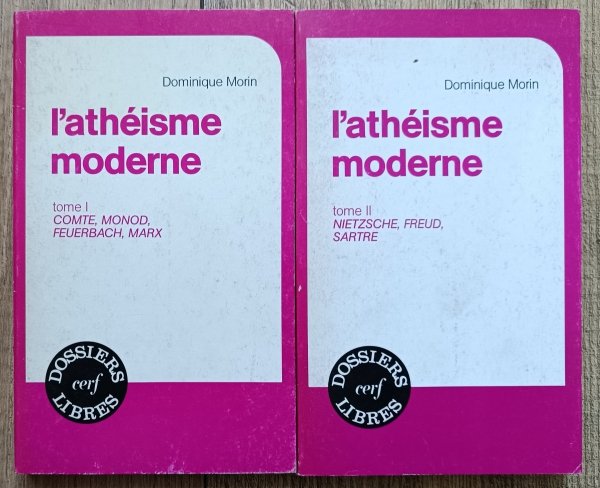 Dominique Morin
l'athéisme
moderne
tome I
COMTE, MONOD,
FEUERBACH, MARX
DOSSIERS
cerf
LIBRES
Dominique Morin
l'athéisme
moderne
tome II
NIETZSCHE, FREUD,
SARTRE
DOSSIERS
cerf
LIBRES